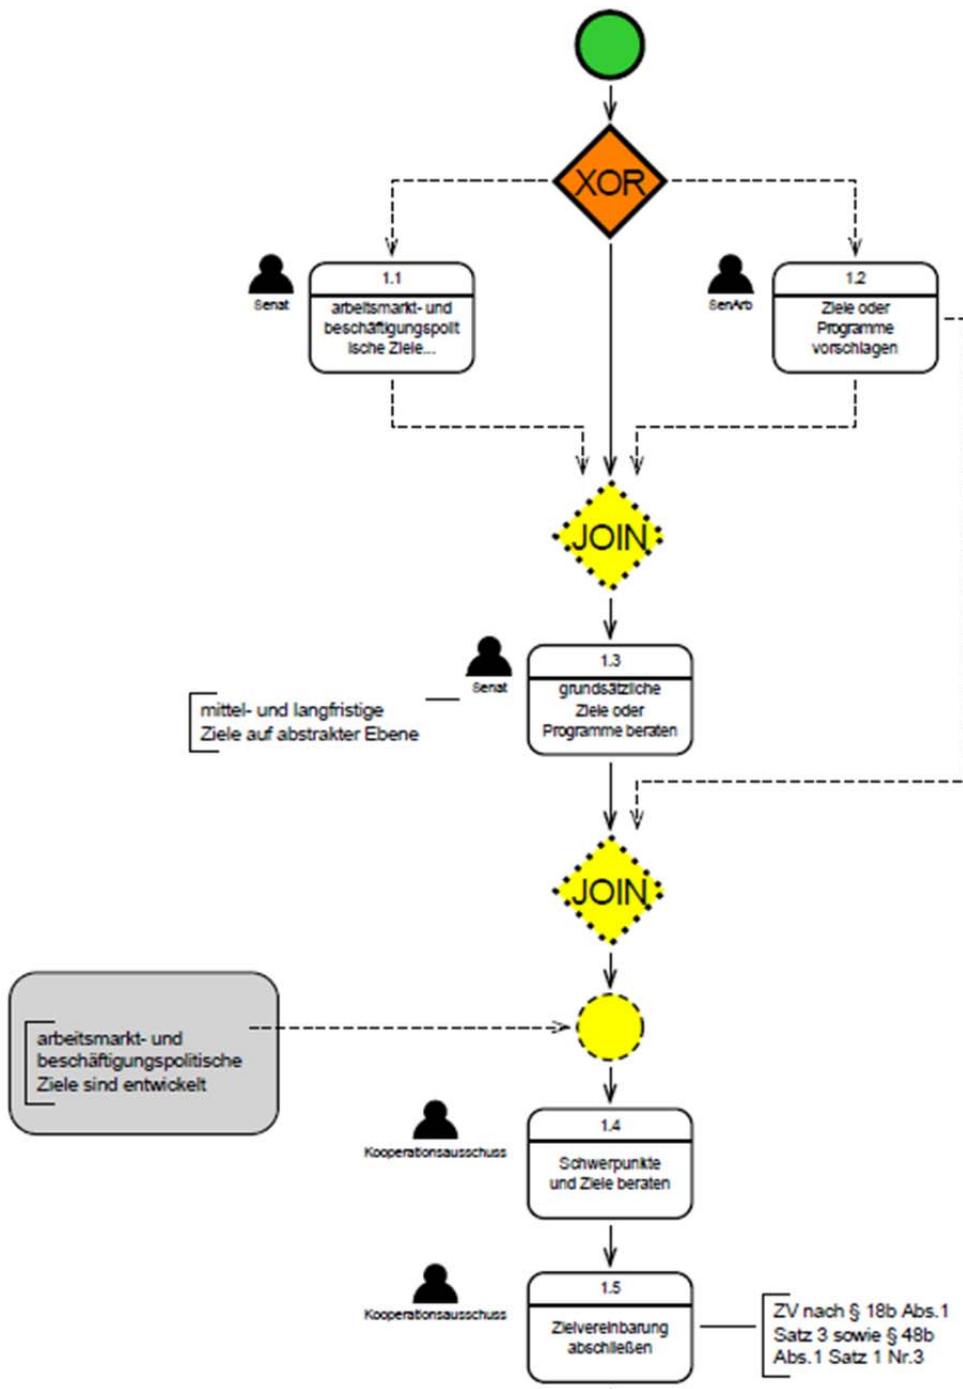 XOR
Senat
1.1
arbeitsmarkt- und
beschäftigungspolit
ische Ziele...
SenArb
1.2
Ziele oder
Programme
vorschlagen
JOIN
Senat
1.3
grundsätzliche
Ziele oder
Programme beraten
mittel- und langfristige
Ziele auf abstrakter Ebene
JOIN
arbeitsmarkt- und
beschäftigungspolitische
Ziele sind entwickelt
Kooperationsausschuss
1.4
Schwerpunkte
und Ziele beraten
Kooperationsausschuss
1.5
Zielvereinbarung
abschließen
ZV nach § 18b Abs.1
Satz 3 sowie § 48b
Abs.1 Satz 1 Nr.3